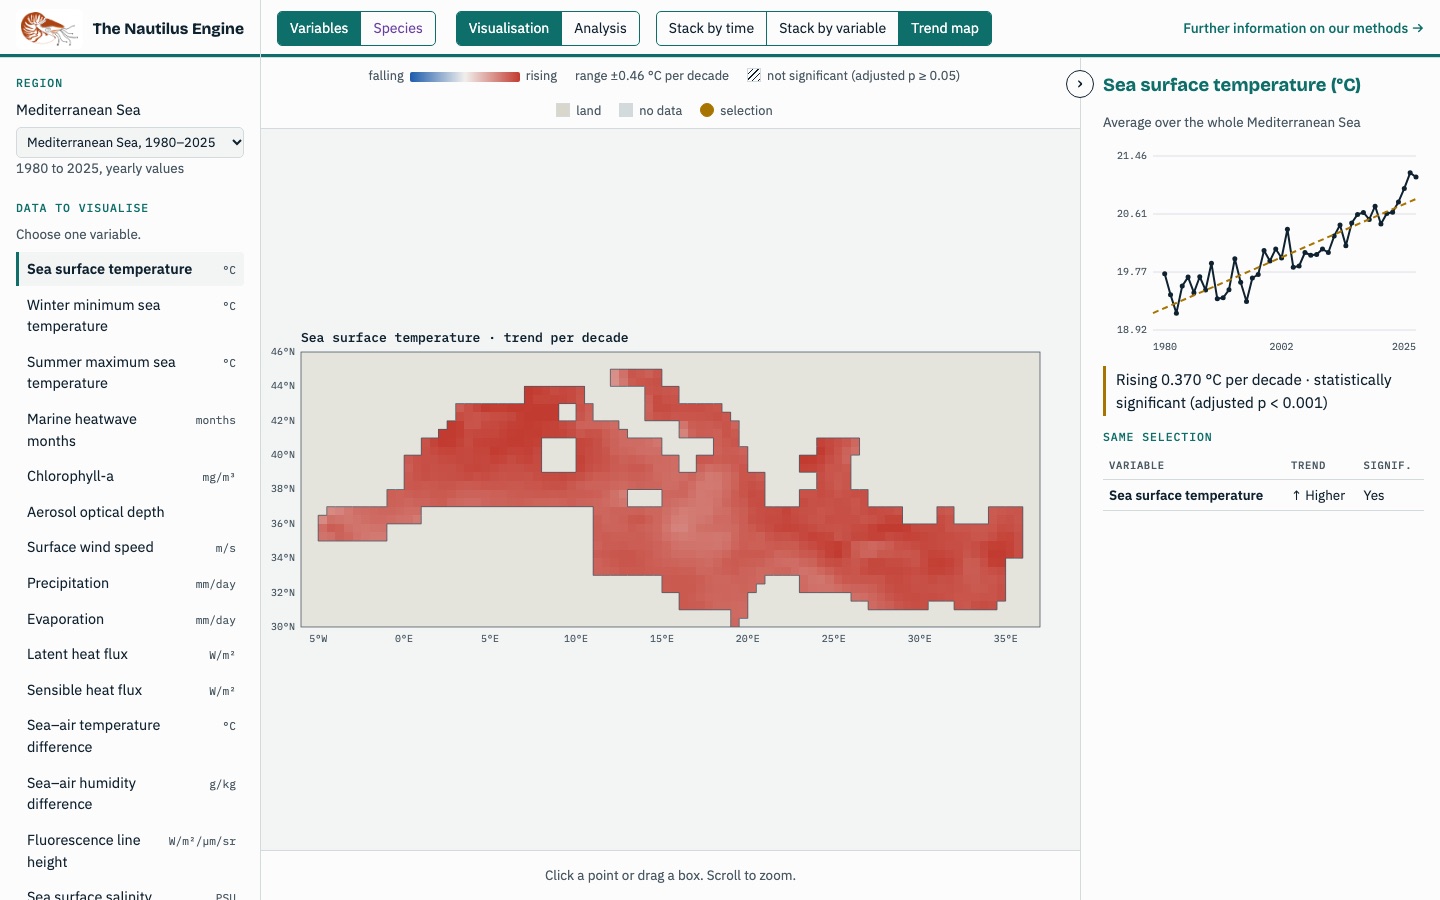 The Nautilus Engine
Variables
Species
Visualisation
Analysis
Stack by time
Stack by variable
Trend map
Further information on our methods →
REGION
Mediterranean Sea
Mediterranean Sea, 1980–2025
1980 to 2025, yearly values
DATA TO VISUALISE
Choose one variable.
Sea surface temperature °C
Winter minimum sea °C
temperature
Summer maximum sea °C
temperature
Marine heatwave months
months
Chlorophyll-a mg/m³
Aerosol optical depth
Surface wind speed m/s
Precipitation mm/day
Evaporation mm/day
Latent heat flux W/m²
Sensible heat flux W/m²
Sea–air temperature °C
difference
Sea–air humidity g/kg
difference
Fluorescence line W/m²/µm/sr
height
Sea surface salinity PSU
falling rising range ±0.46 °C per decade not significant (adjusted p ≥ 0.05)
land no data selection
Sea surface temperature · trend per decade
46°N
44°N
42°N
40°N
38°N
36°N
34°N
32°N
30°N
5°W 0°E 5°E 10°E 15°E 20°E 25°E 30°E 35°E
Click a point or drag a box. Scroll to zoom.
Sea surface temperature (°C)
Average over the whole Mediterranean Sea
21.46
20.61
19.77
18.92
1980 2002 2025
Rising 0.370 °C per decade · statistically
significant (adjusted p < 0.001)
SAME SELECTION
VARIABLE TREND SIGNIF.
Sea surface temperature ↑ Higher Yes